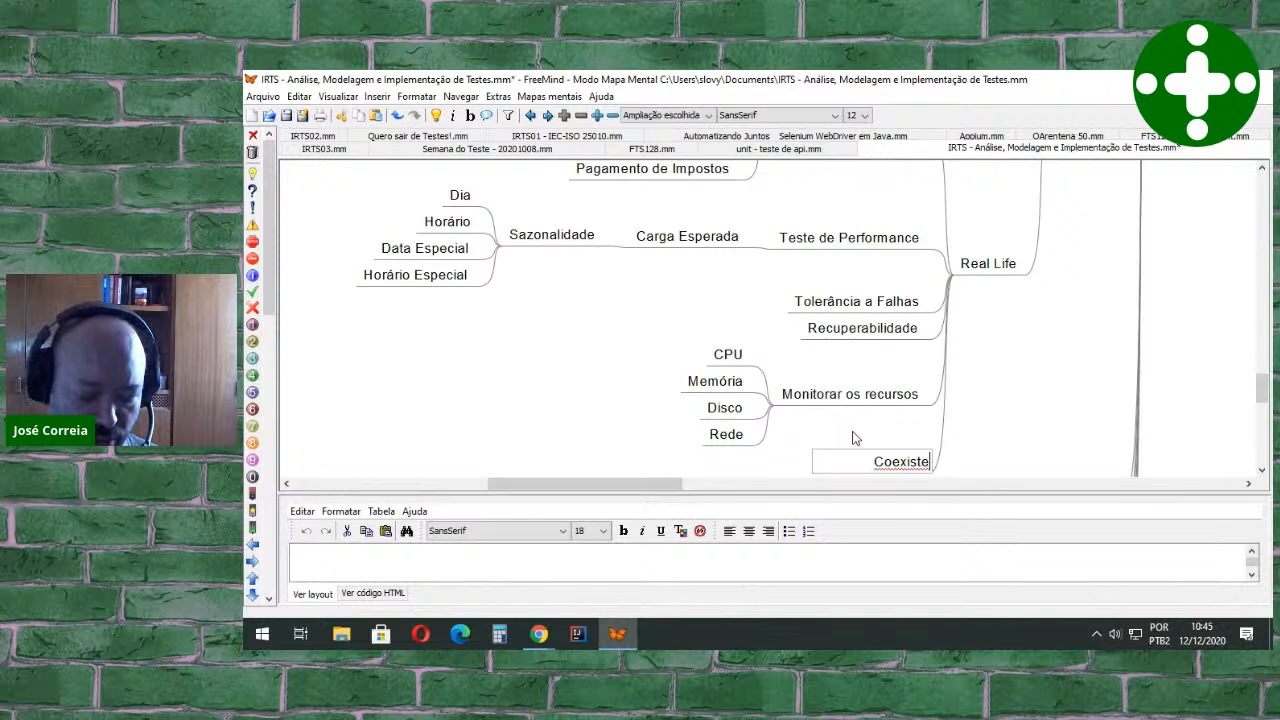 IRTS - Análise, Modelagem e Implementação de Testes.mm* - FreeMind - Modo Mapa Mental C:\Users\slovy\Documents\IRTS - Análise, Modelagem e Implementação de Testes.mm)
Arquivo Editar Visualizar Inserir Formatar Navegar Extras Mapas mentais Ajuda
Ampliação escolhida SansSerif 12
IRTS02.mm Quero sair de Testes!.mm IRTS01 - IEC-ISO 25010.mm Automatizando Juntos Selenium WebDriver em Java.mm Appium.mm OArentena 50.mm
IRTS03.mm Semana do Teste - 20201008.mm FTS128.mm unit - teste de api.mm IRTS - Análise, Modelagem e Implementação de Testes.mm*
Pagamento de Impostos
Dia
Horário
Data Especial
Horário Especial
Sazonalidade
Carga Esperada
Teste de Performance
Real Life
Tolerância a Falhas
Recuperabilidade
CPU
Memória
Disco
Rede
Monitorar os recursos
Coexiste
José Correia
Editar Formatar Tabela Ajuda
SansSerif 18
Ver layout Ver código HTML
POR 10:45
PTB2 12/12/2020